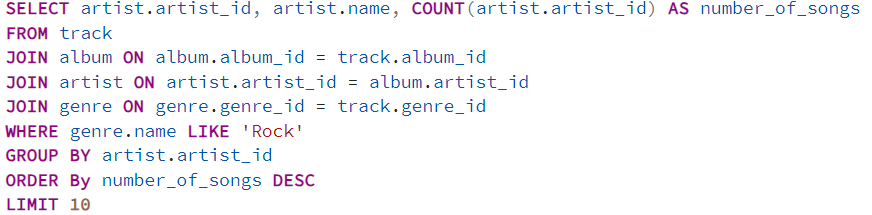 SELECT artist.artist_id, artist.name, COUNT(artist.artist_id) AS number_of_songs
FROM track
JOIN album ON album.album_id = track.album_id
JOIN artist ON artist.artist_id = album.artist_id
JOIN genre ON genre.genre_id = track.genre_id
WHERE genre.name LIKE 'Rock'
GROUP BY artist.artist_id
ORDER By number_of_songs DESC
LIMIT 10